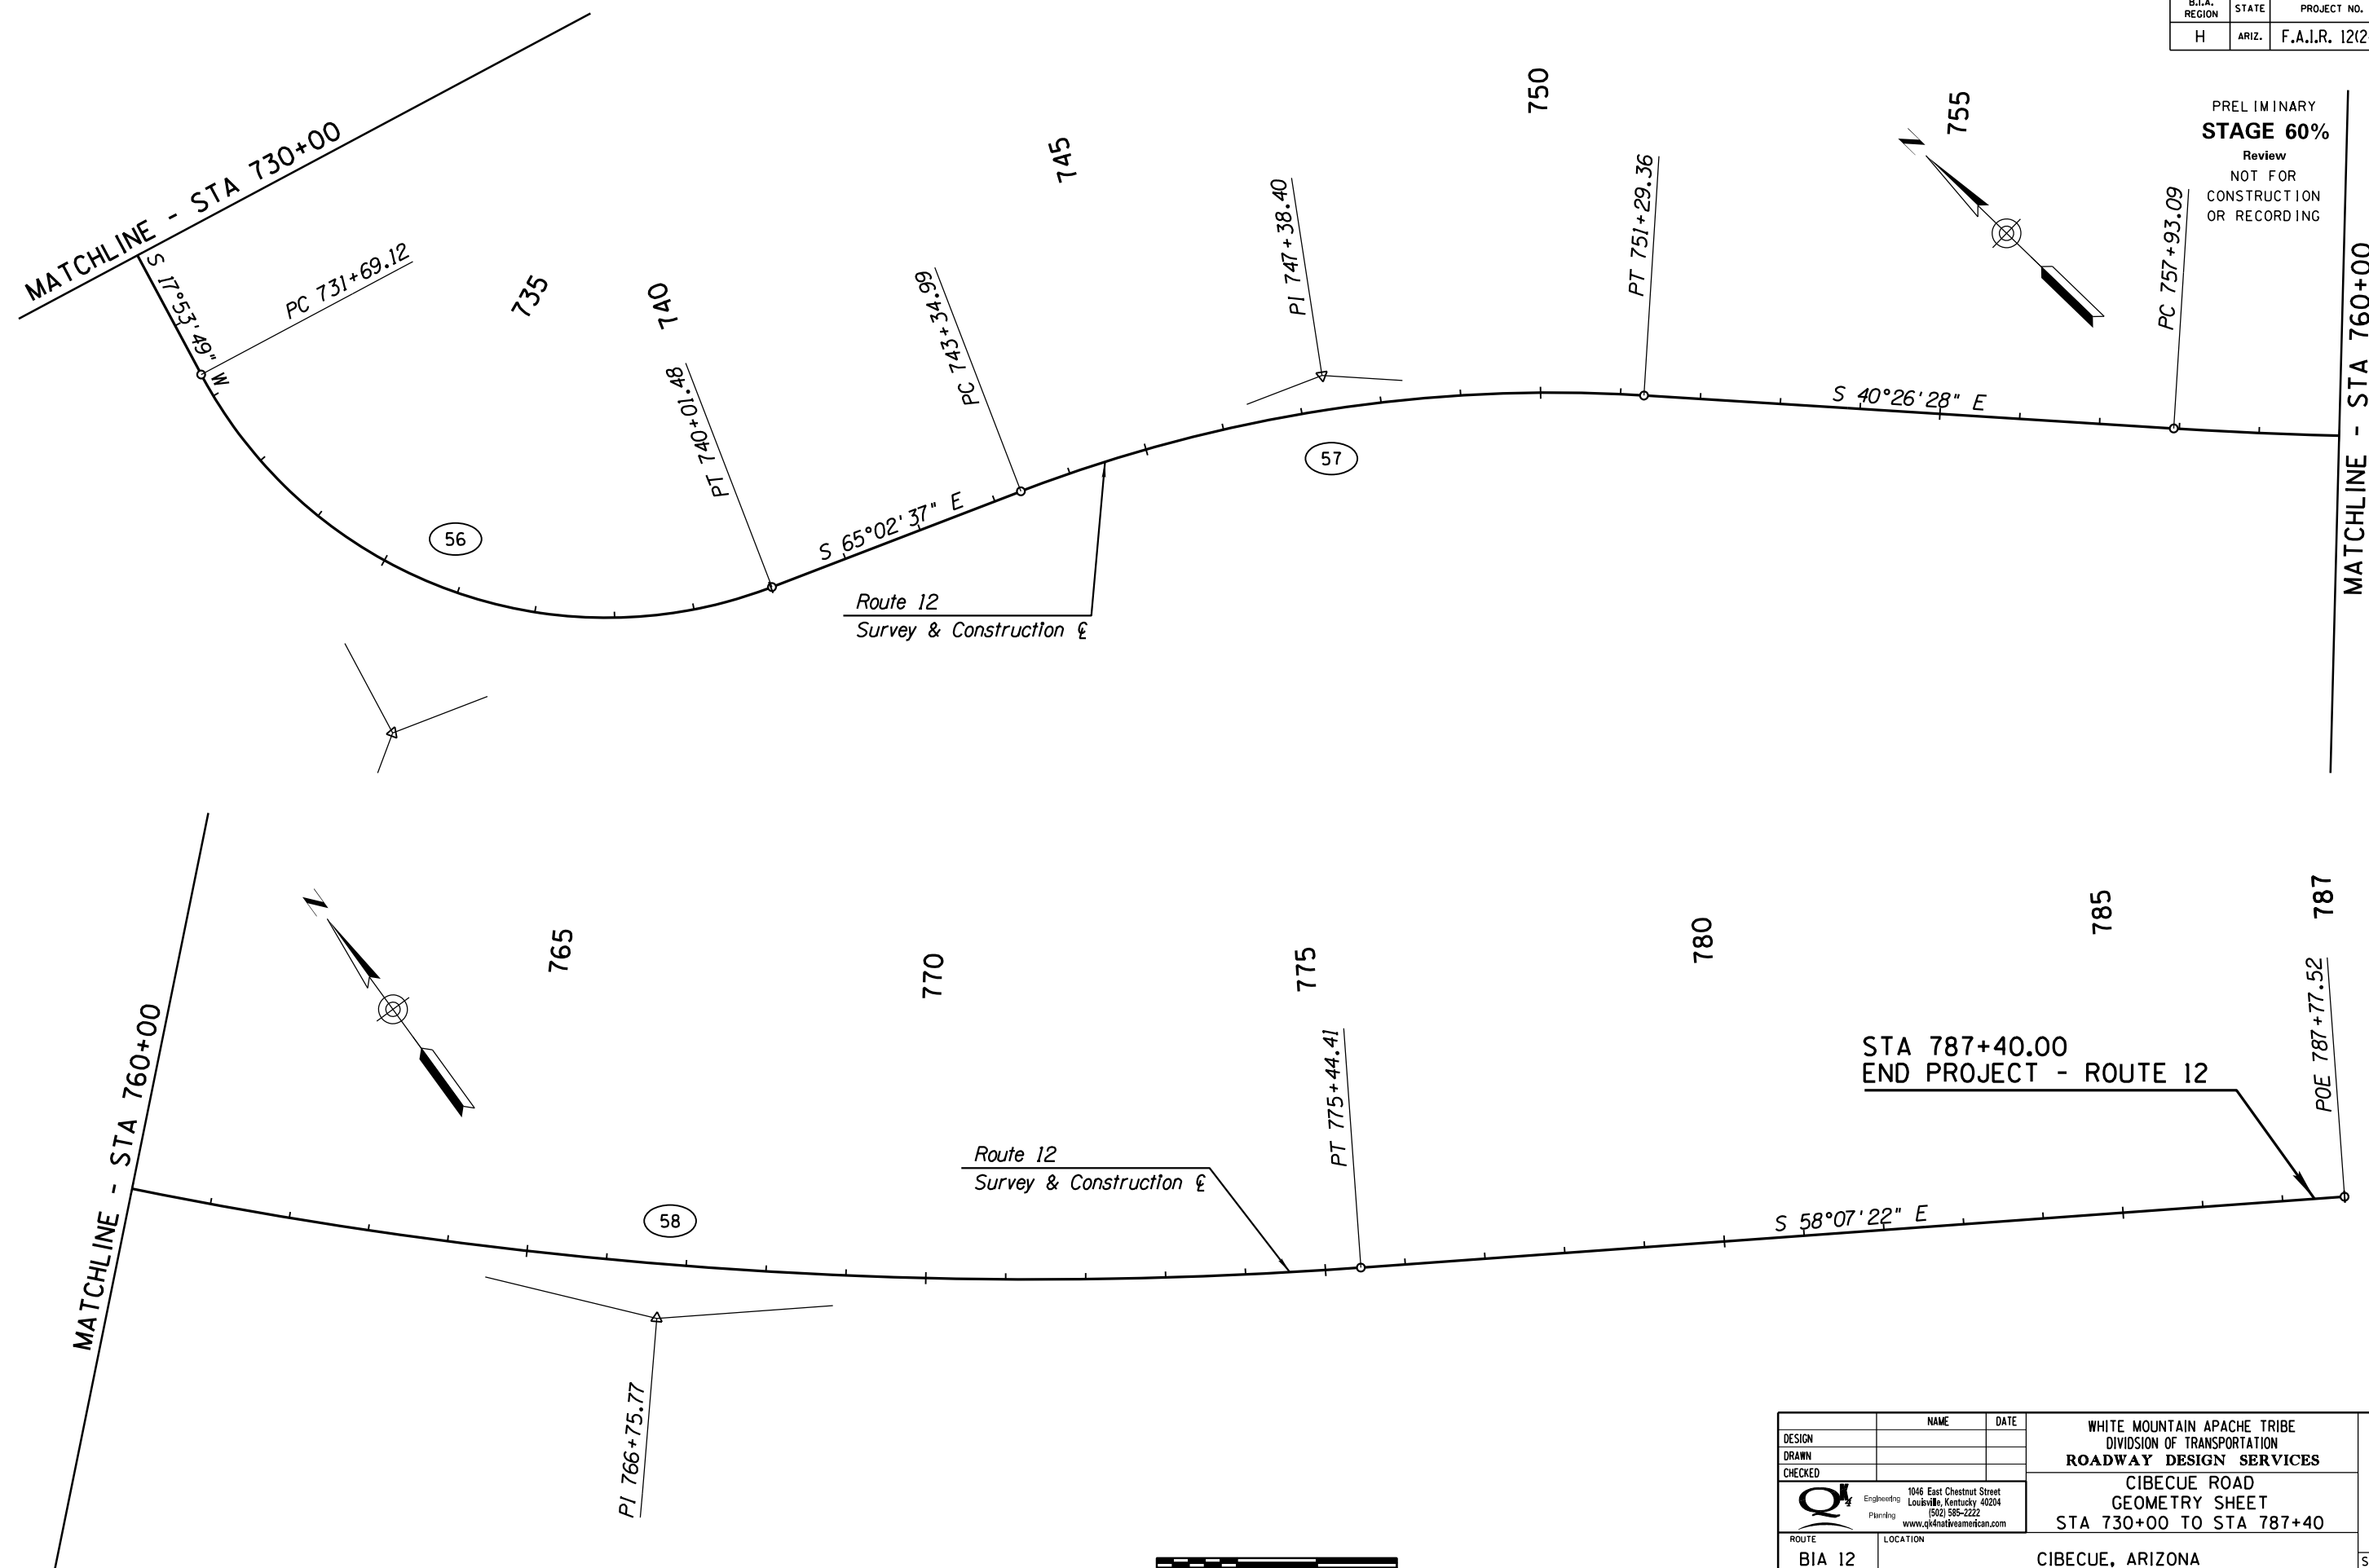 B.I.A.
REGION
STATE
PROJECT NO.
H
ARIZ.
F.A.I.R. 12(2
PRELIMINARY
STAGE 60%
Review
NOT FOR
CONSTRUCTION
OR RECORDING
MATCHLINE - STA 730+00
S 17°53'49" W
PC 731+69.12
735
740
PT 740+01.48
PC 743+34.99
745
PI 747+38.40
750
PT 751+29.36
N
755
PC 757+93.09
MATCHLINE - STA 760+00
56
S 65°02'37" E
57
S 40°26'28" E
Route 12
Survey & Construction ℄
MATCHLINE - STA 760+00
N
765
770
775
780
785
787
PT 775+44.41
POE 787+77.52
STA 787+40.00
END PROJECT - ROUTE 12
Route 12
Survey & Construction ℄
58
S 58°07'22" E
PI 766+75.77
NAME
DATE
DESIGN
DRAWN
CHECKED
WHITE MOUNTAIN APACHE TRIBE
DIVIDSION OF TRANSPORTATION
ROADWAY DESIGN SERVICES
QK4
Engineering
Planning
1046 East Chestnut Street
Louisville, Kentucky 40204
(502) 585-2222
www.qk4nativeamerican.com
CIBECUE ROAD
GEOMETRY SHEET
STA 730+00 TO STA 787+40
ROUTE
BIA 12
LOCATION
CIBECUE, ARIZONA
S